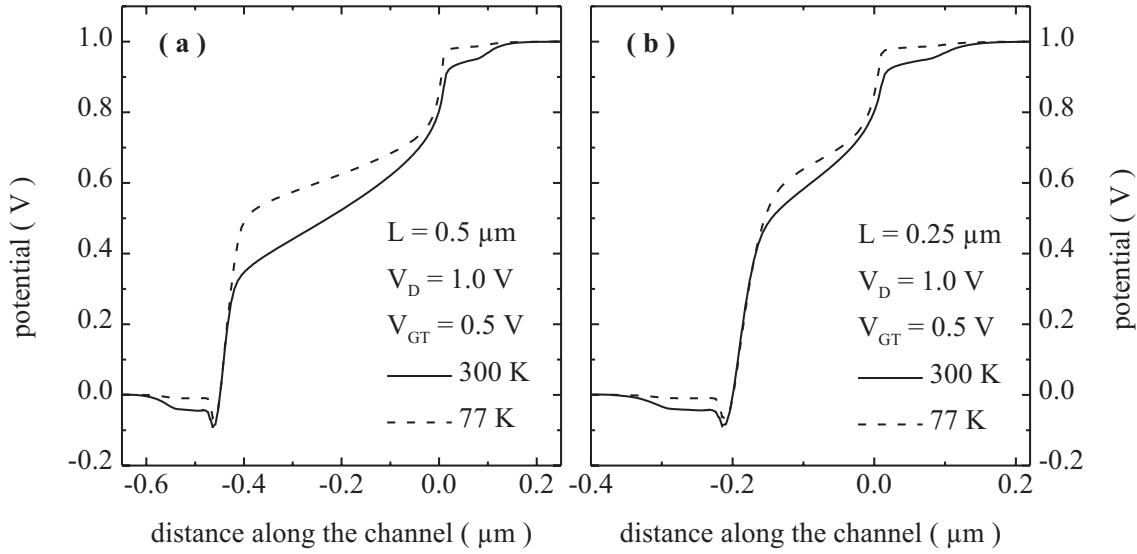 ( a )
( b )
1.0
0.8
0.6
0.4
0.2
0.0
-0.2
potential ( V )
L = 0.5 µm
V_D = 1.0 V
V_GT = 0.5 V
300 K
77 K
-0.6
-0.4
-0.2
0.0
0.2
distance along the channel ( µm )
L = 0.25 µm
V_D = 1.0 V
V_GT = 0.5 V
300 K
77 K
-0.4
-0.2
0.0
0.2
distance along the channel ( µm )
1.0
0.8
0.6
0.4
0.2
0.0
-0.2
potential ( V )